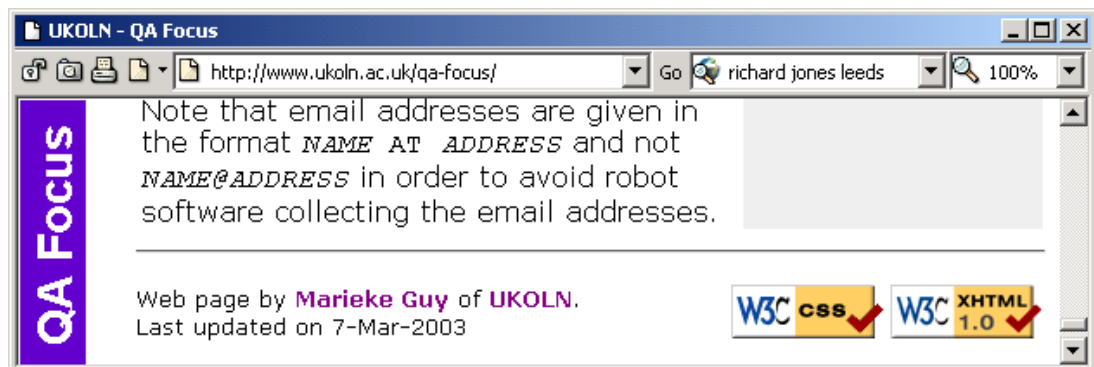 UKOLN - QA Focus
http://www.ukoln.ac.uk/qa-focus/ Go richard jones leeds 100%
QA Focus
Note that email addresses are given in
the format NAME AT ADDRESS and not
NAME@ADDRESS in order to avoid robot
software collecting the email addresses.
Web page by Marieke Guy of UKOLN.
Last updated on 7-Mar-2003
W3C css
W3C XHTML 1.0